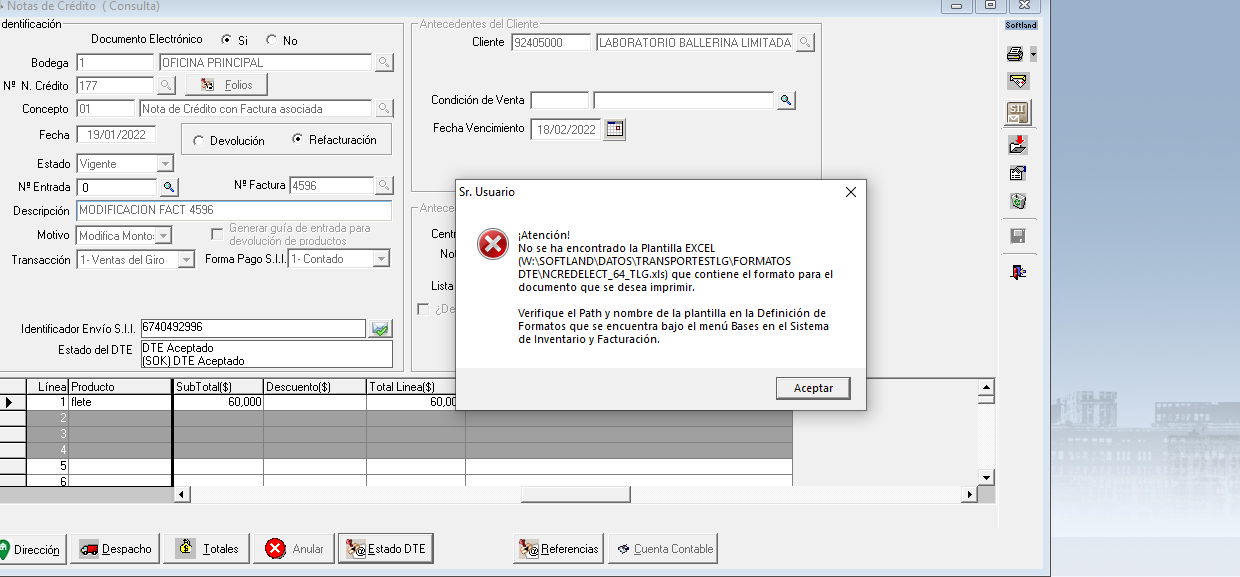 Notas de Crédito ( Consulta)
dentificación
Documento Electrónico Si No
Bodega 1 OFICINA PRINCIPAL
Nº N. Crédito 177 Folios
Concepto 01 Nota de Crédito con Factura asociada
Fecha 19/01/2022 Devolución Refacturación
Estado Vigente
Nº Entrada 0 Nº Factura 4596
Descripción MODIFICACION FACT 4596
Motivo Modifica Monto: Generar guía de entrada para
devolución de productos
Transacción 1- Ventas del Giro Forma Pago S.I.I. 1- Contado
Identificador Envío S.I.I. 6740492996
Estado del DTE DTE Aceptado
(SOK) DTE Aceptado
Antecedentes del Cliente
Cliente 92405000 LABORATORIO BALLERINA LIMITADA
Condición de Venta
Fecha Vencimiento 18/02/2022
Antece
Centr
Not
Lista
¿De
Softland
SII
Sr. Usuario
¡Atención!
No se ha encontrado la Plantilla EXCEL
(W:\SOFTLAND\DATOS\TRANSPORTESTLG\FORMATOS
DTE\NCREDELECT_64_TLG.xls) que contiene el formato para el
documento que se desea imprimir.
Verifique el Path y nombre de la plantilla en la Definición de
Formatos que se encuentra bajo el menú Bases en el Sistema
de Inventario y Facturación.
Aceptar
Línea Producto SubTotal($) Descuento($) Total Linea($)
1 flete 60,000 60,00
2
3
4
5
6
Dirección Despacho Totales Anular Estado DTE Referencias Cuenta Contable